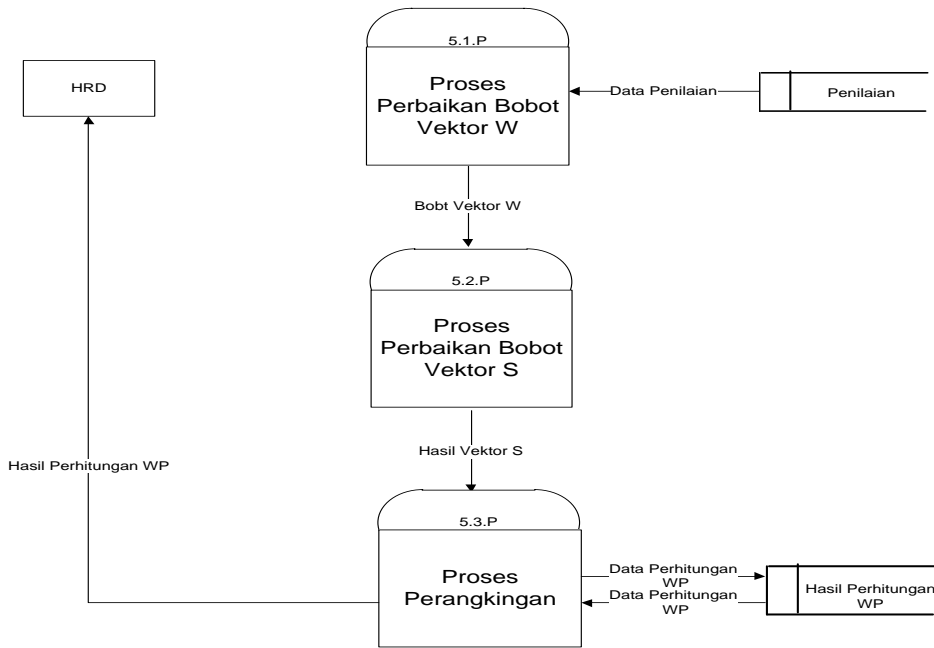 5.1.P
Proses
Perbaikan Bobot
Vektor W
HRD
Data Penilaian
Penilaian
Bobt Vektor W
5.2.P
Proses
Perbaikan Bobot
Vektor S
Hasil Vektor S
Hasil Perhitungan WP
5.3.P
Proses
Perangkingan
Data Perhitungan
WP
Data Perhitungan
WP
Hasil Perhitungan
WP